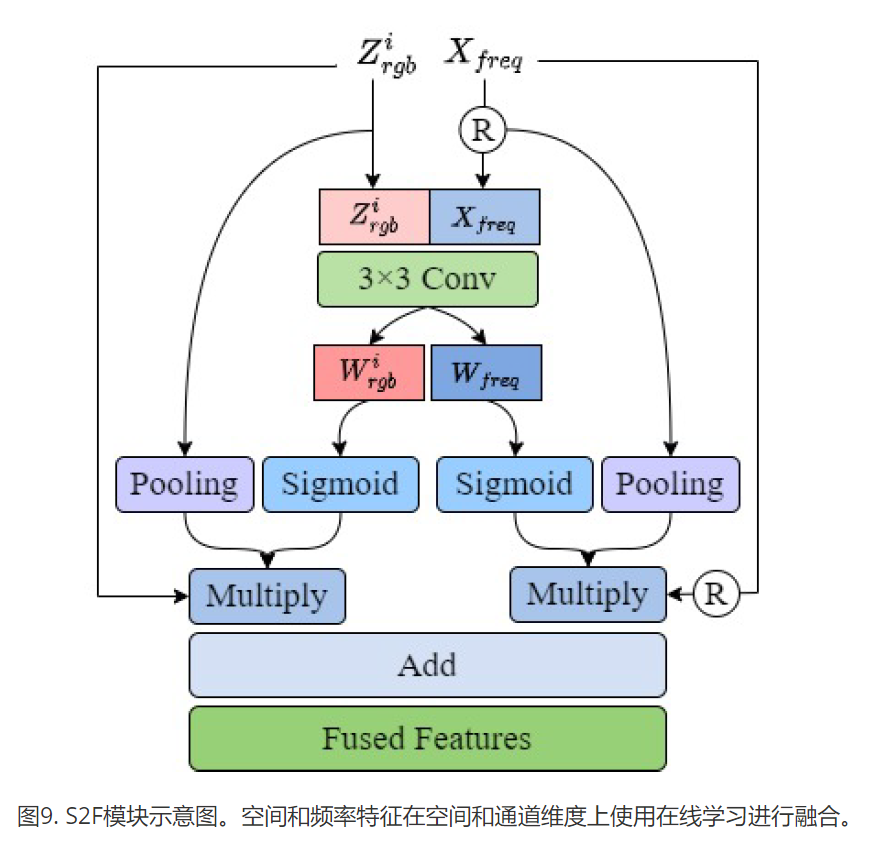 Z^i_{rgb} X_{freq}
R
Z^i_{rgb} X_{freq}
3×3 Conv
W^i_{rgb} W_{freq}
Pooling Sigmoid Sigmoid Pooling
Multiply Multiply R
Add
Fused Features
图9. S2F模块示意图。空间和频率特征在空间和通道维度上使用在线学习进行融合。